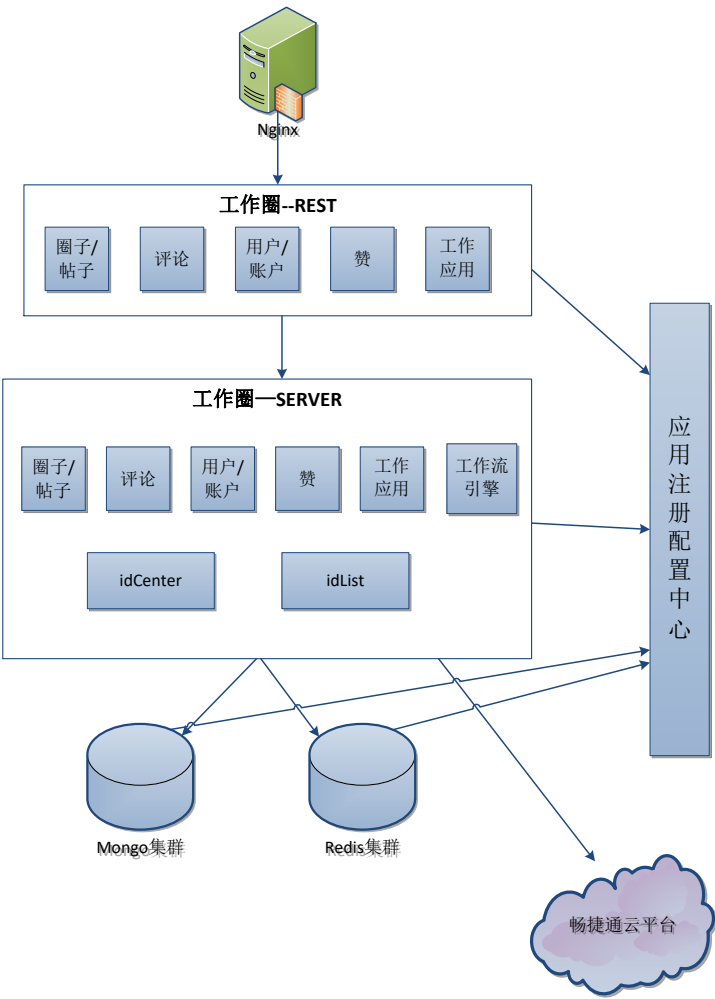 Nginx
工作圈--REST
圈子/
帖子
评论
用户/
账户
赞
工作
应用
工作圈—SERVER
圈子/
帖子
评论
用户/
账户
赞
工作
应用
工作流
引擎
idCenter
idList
应
用
注
册
配
置
中
心
Mongo集群
Redis集群
畅捷通云平台